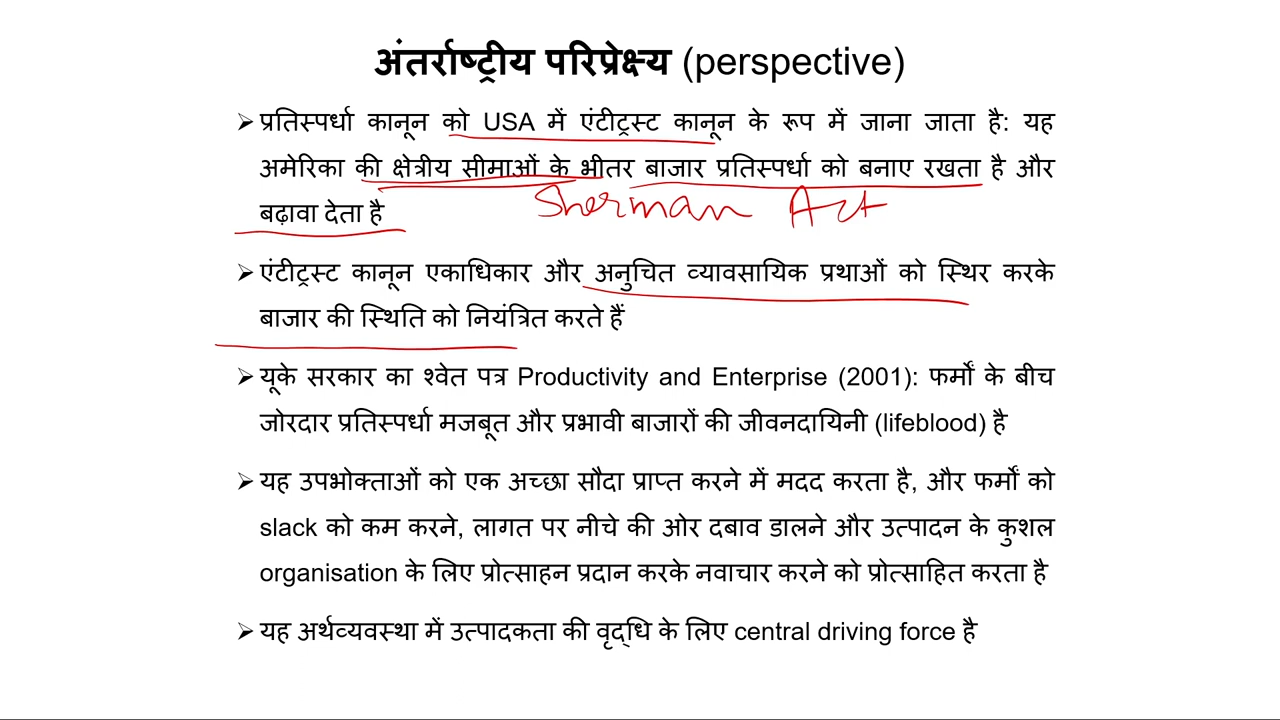 अंतर्राष्ट्रीय परिप्रेक्ष्य (perspective)
➢ प्रतिस्पर्धा कानून को USA में एंटीट्रस्ट कानून के रूप में जाना जाता है: यह
अमेरिका की क्षेत्रीय सीमाओं के भीतर बाजार प्रतिस्पर्धा को बनाए रखता है और
बढ़ावा देता है
Sherman Act
➢ एंटीट्रस्ट कानून एकाधिकार और अनुचित व्यावसायिक प्रथाओं को स्थिर करके
बाजार की स्थिति को नियंत्रित करते हैं
➢ यूके सरकार का श्वेत पत्र Productivity and Enterprise (2001): फर्मों के बीच
जोरदार प्रतिस्पर्धा मजबूत और प्रभावी बाजारों की जीवनदायिनी (lifeblood) है
➢ यह उपभोक्ताओं को एक अच्छा सौदा प्राप्त करने में मदद करता है, और फर्मों को
slack को कम करने, लागत पर नीचे की ओर दबाव डालने और उत्पादन के कुशल
organisation के लिए प्रोत्साहन प्रदान करके नवाचार करने को प्रोत्साहित करता है
➢ यह अर्थव्यवस्था में उत्पादकता की वृद्धि के लिए central driving force है